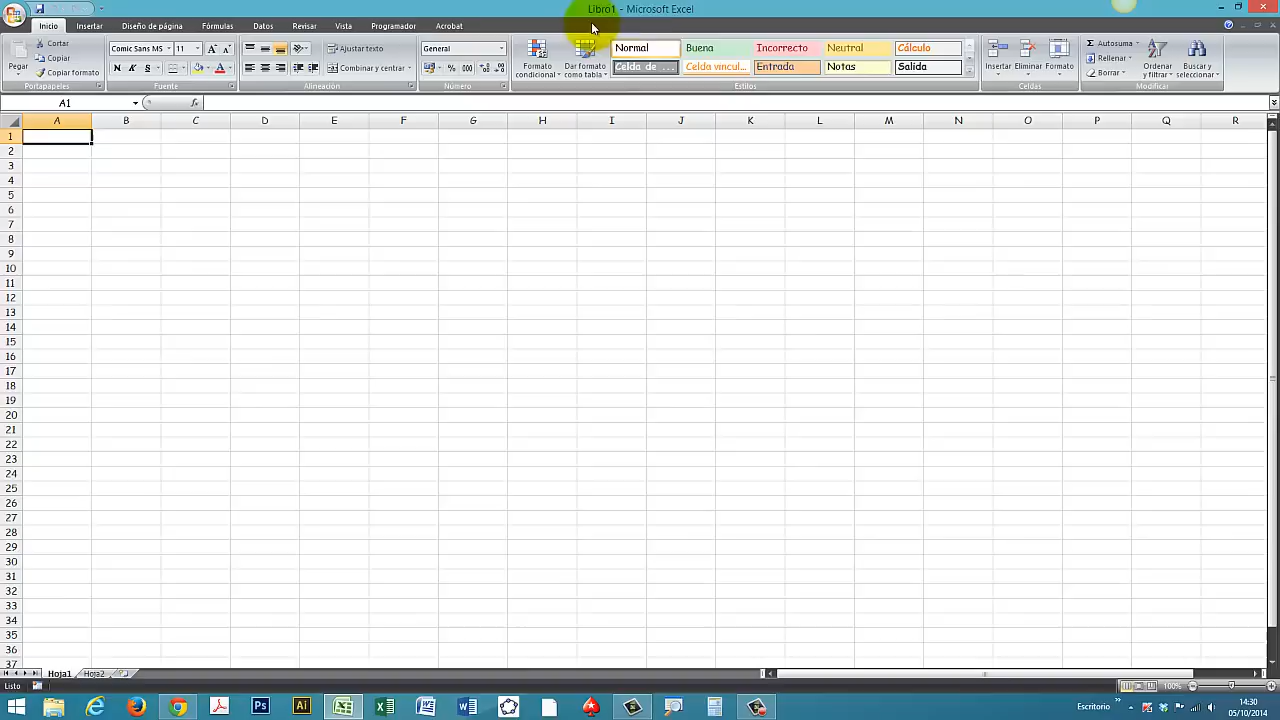 Libro1 - Microsoft Excel
Inicio Insertar Diseño de página Fórmulas Datos Revisar Vista Programador Acrobat
Pegar
Cortar
Copiar
Copiar formato
Portapapeles
Comic Sans MS 11
N K S
Fuente
Ajustar texto
Combinar y centrar
Alineación
General
% 000
Número
Formato condicional
Dar formato como tabla
Normal Buena Incorrecto Neutral Cálculo
Celda de ... Celda vincul... Entrada Notas Salida
Estilos
Insertar Eliminar Formato
Celdas
Σ Autosuma
Rellenar
Borrar
Ordenar y filtrar
Buscar y seleccionar
Modificar
A1 fx
A B C D E F G H I J K L M N O P Q R
1
2
3
4
5
6
7
8
9
10
11
12
13
14
15
16
17
18
19
20
21
22
23
24
25
26
27
28
29
30
31
32
33
34
35
36
37
Hoja1 Hoja2
Listo 100%
Escritorio
14:30
05/10/2014